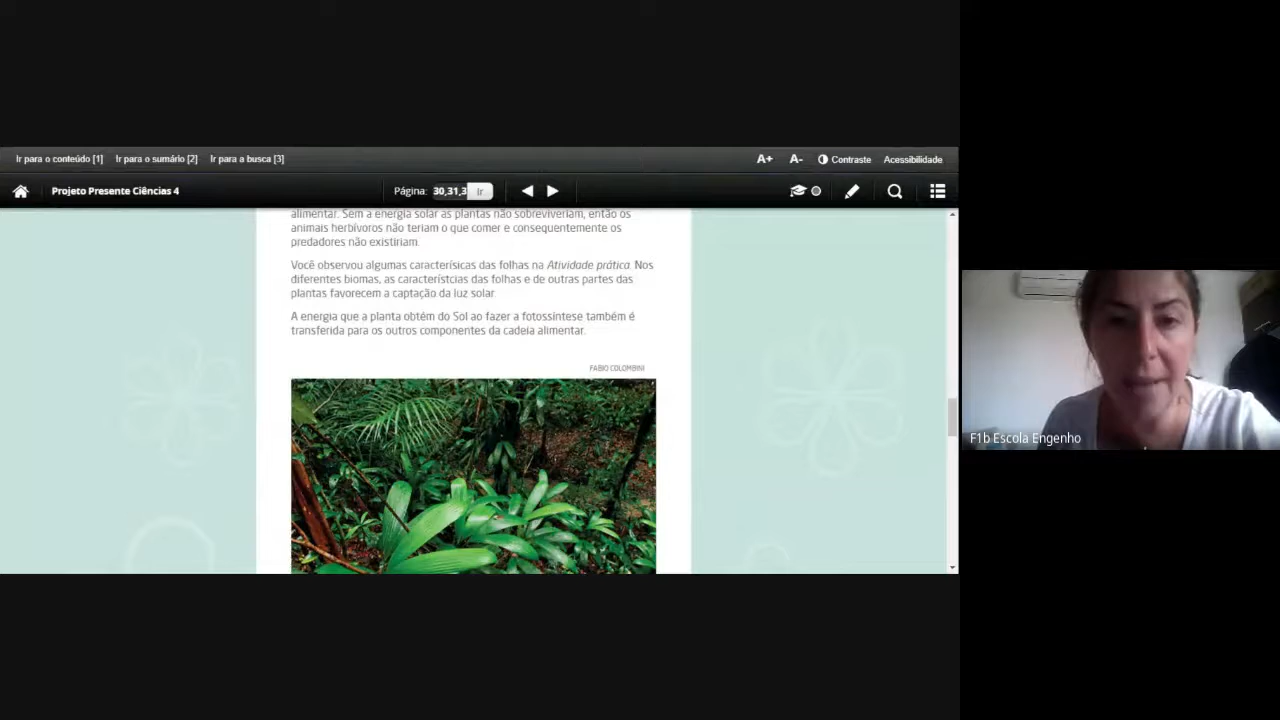 Ir para o conteúdo [1] Ir para o sumário [2] Ir para a busca [3] A+ A- Contraste Acessibilidade
Projeto Presente Ciências 4 Página: 30,31,3 Ir
alimentar. Sem a energia solar as plantas não sobreviveriam, então os
animais herbívoros não teriam o que comer e consequentemente os
predadores não existiriam.
Você observou algumas caracterísicas das folhas na Atividade prática. Nos
diferentes biomas, as característcias das folhas e de outras partes das
plantas favorecem a captação da luz solar.
A energia que a planta obtém do Sol ao fazer a fotossíntese também é
transferida para os outros componentes da cadeia alimentar.
FABIO COLOMBINI
F1b Escola Engenho